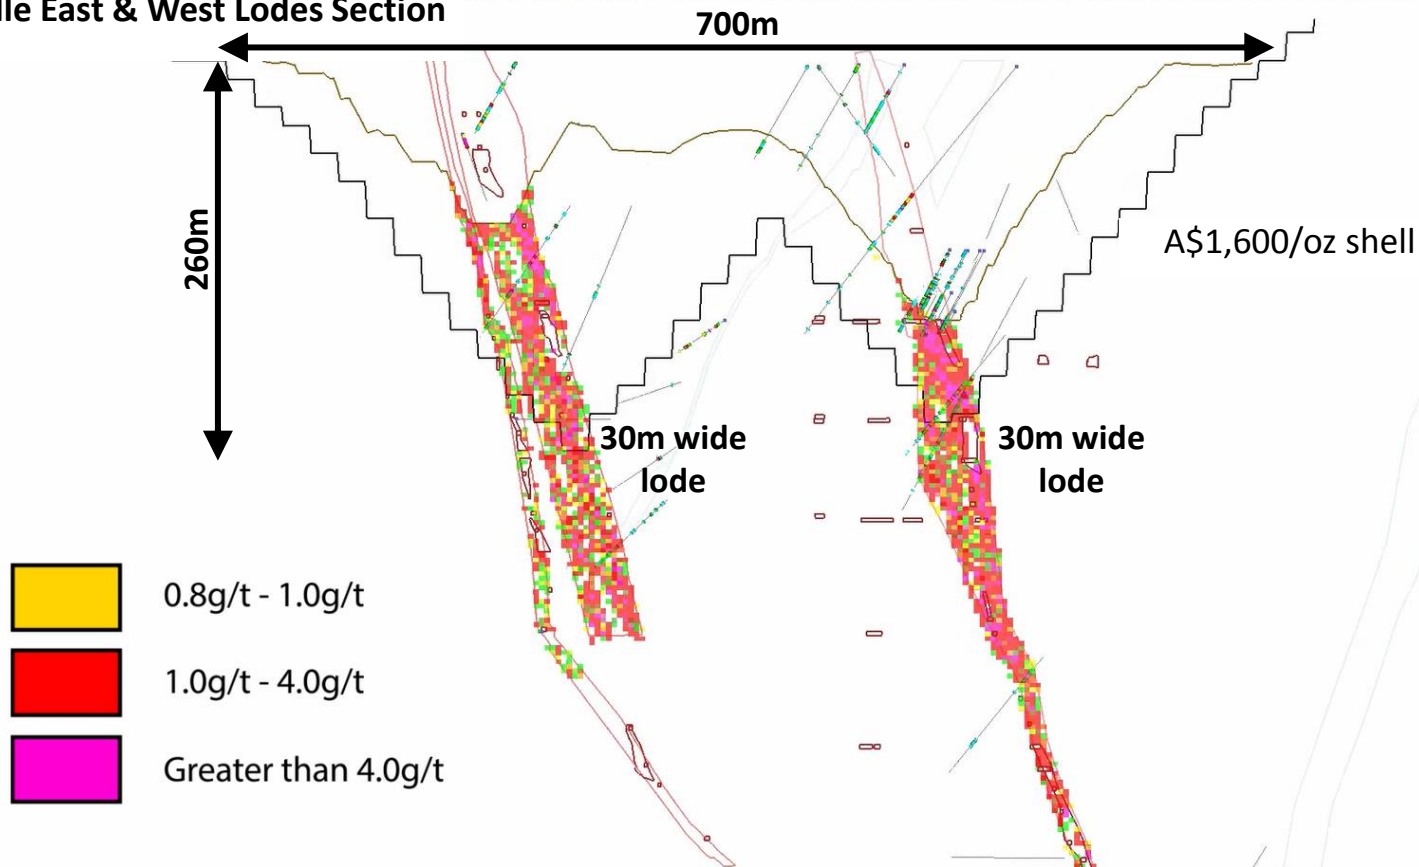 East & West Lodes Section
700m
260m
A$1,600/oz shell
30m wide
lode
30m wide
lode
0.8g/t - 1.0g/t
1.0g/t - 4.0g/t
Greater than 4.0g/t